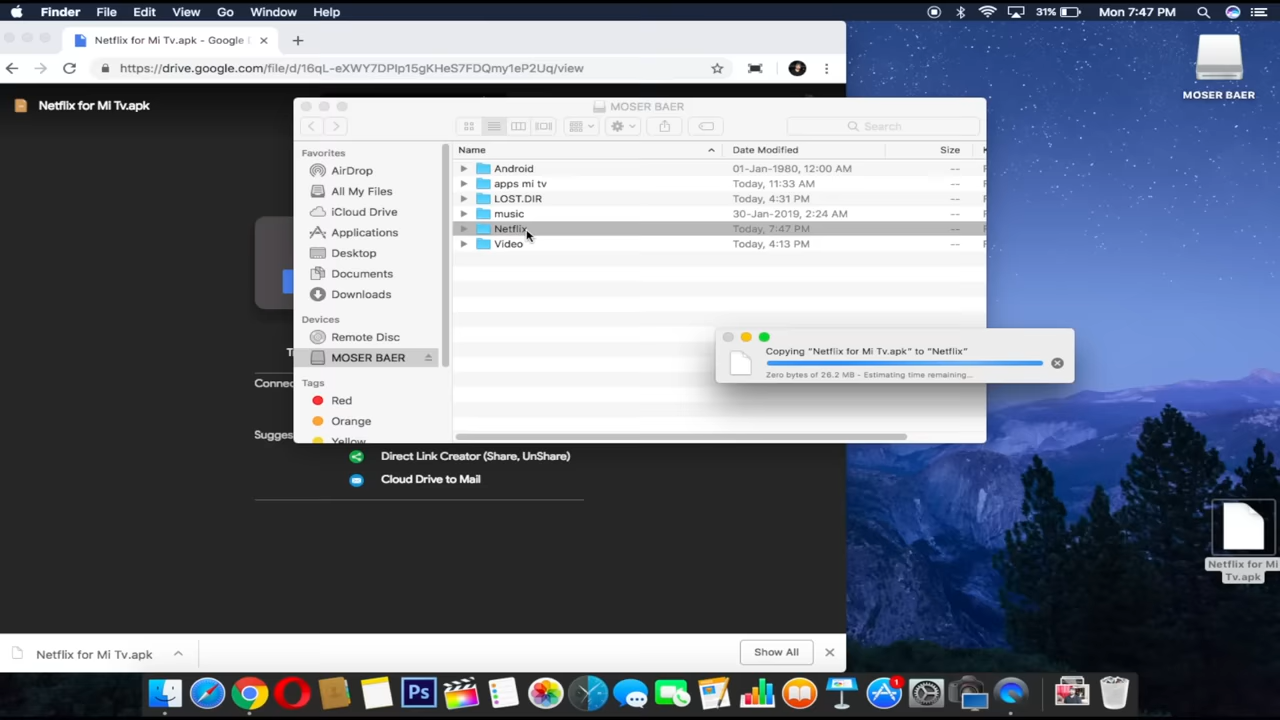 Finder File Edit View Go Window Help 31% Mon 7:47 PM
Netflix for Mi Tv.apk - Google
https://drive.google.com/file/d/16qL-eXWY7DPIp15gKHeS7FDQmy1eP2Uq/view
Netflix for Mi Tv.apk
MOSER BAER
Search
Favorites
AirDrop
All My Files
iCloud Drive
Applications
Desktop
Documents
Downloads
Devices
Remote Disc
MOSER BAER
Tags
Red
Orange
Yellow
Name Date Modified Size
Android 01-Jan-1980, 12:00 AM --
apps mi tv Today, 11:33 AM --
LOST.DIR Today, 4:31 PM --
music 30-Jan-2019, 2:24 AM --
Netflix Today, 7:47 PM --
Video Today, 4:13 PM --
Copying "Netflix for Mi Tv.apk" to "Netflix"
Zero bytes of 26.2 MB - Estimating time remaining...
Connec
Sugges
Direct Link Creator (Share, UnShare)
Cloud Drive to Mail
Netflix for Mi Tv.apk
Show All
MOSER BAER
Netflix for Mi
Tv.apk
Ps
1